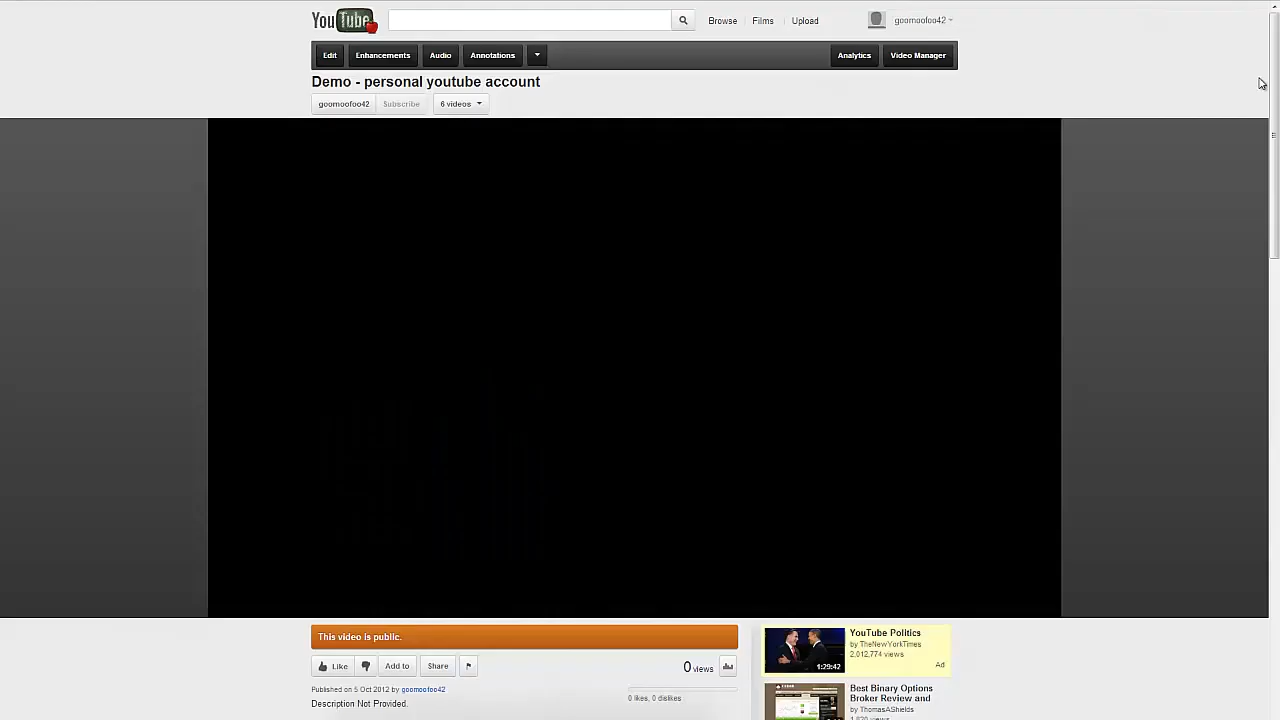 YouTube Browse Films Upload goomoofoo42
Edit Enhancements Audio Annotations Analytics Video Manager
Demo - personal youtube account
goomoofoo42 Subscribe 6 videos
This video is public.
Like Add to Share 0 views
Published on 5 Oct 2012 by goomoofoo42
0 likes, 0 dislikes
Description Not Provided.
YouTube Politics
by TheNewYorkTimes
2,012,774 views
Ad
1:29:42
Best Binary Options
Broker Review and
by ThomasAShields